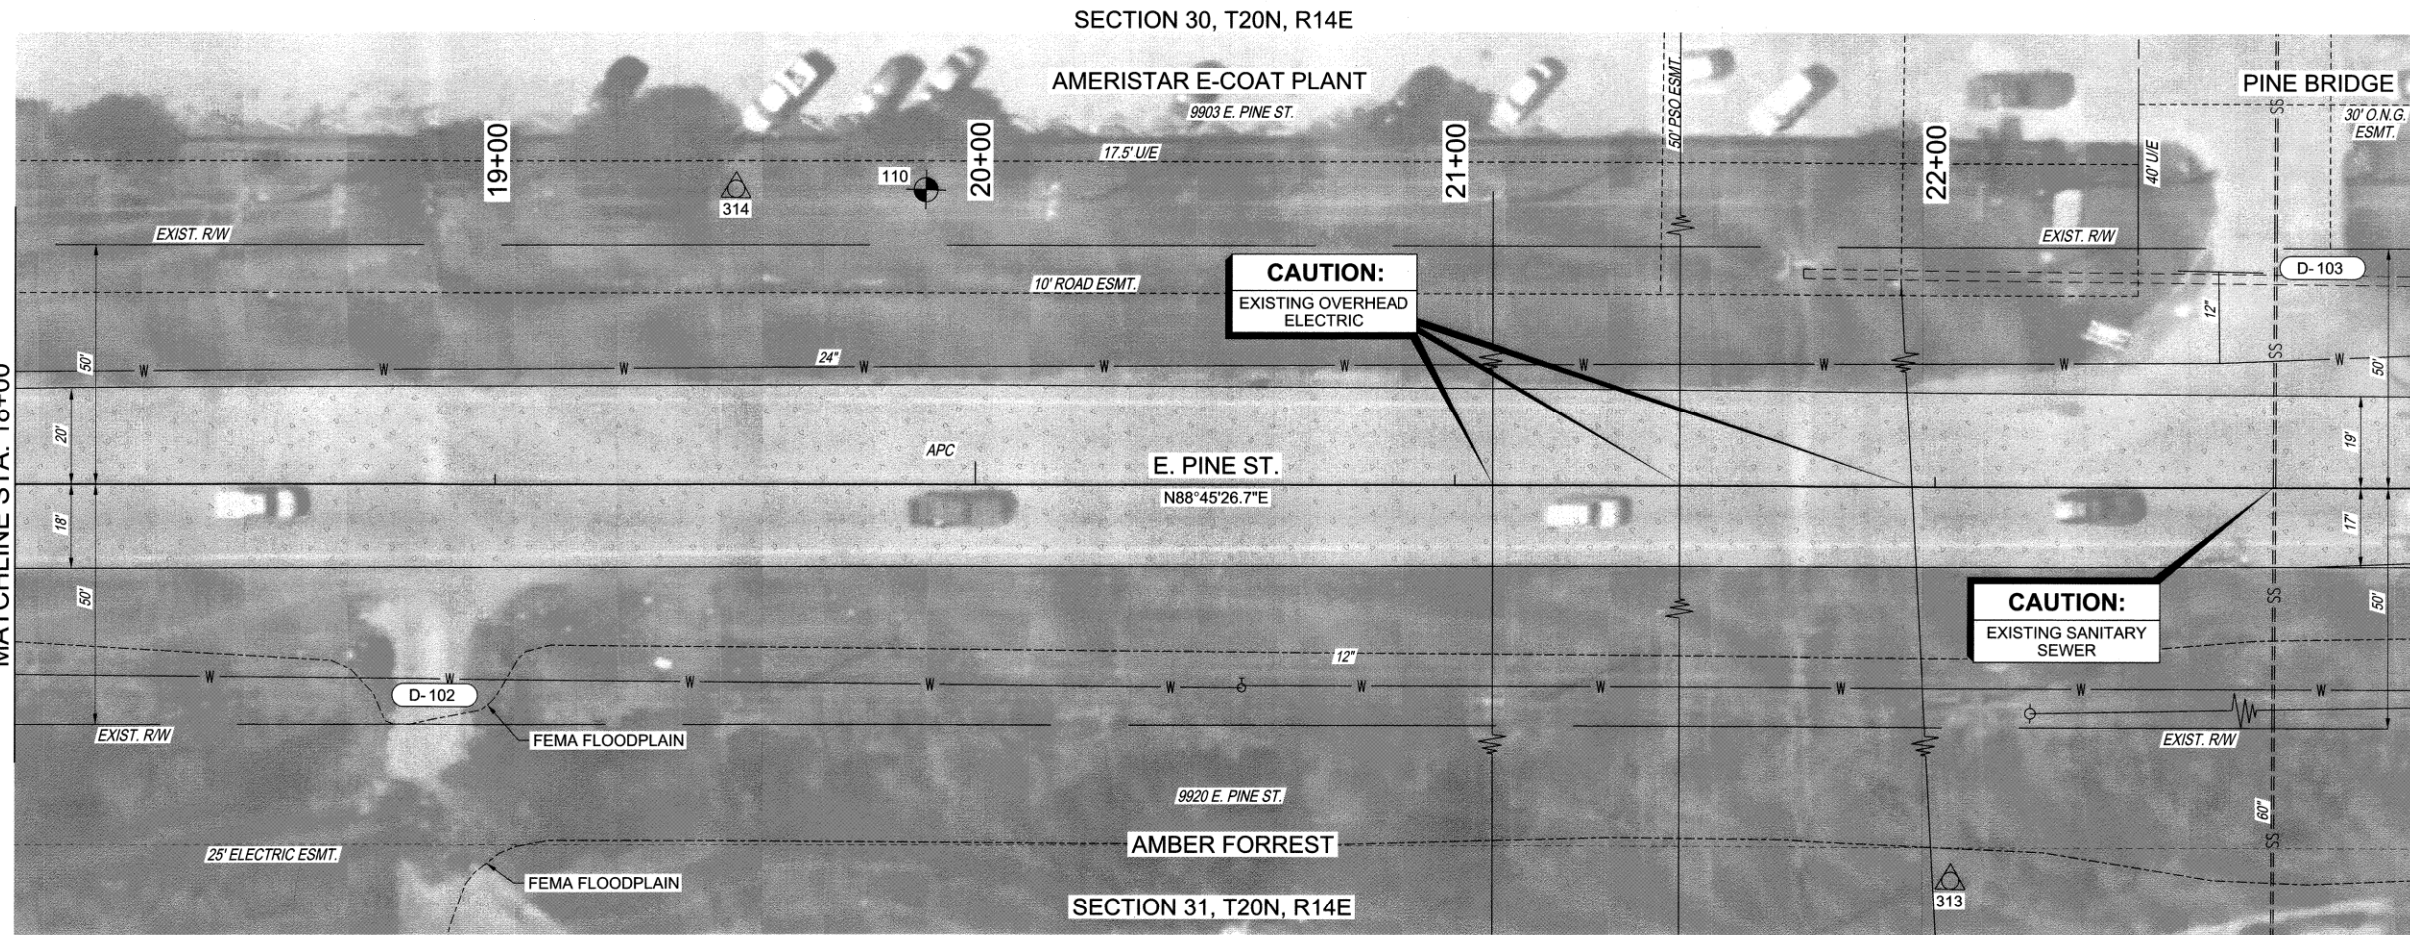 SECTION 30, T20N, R14E
AMERISTAR E-COAT PLANT
9903 E. PINE ST.
PINE BRIDGE
30' O.N.G.
ESMT.
50' PSO ESMT.
40' U/E
17.5' U/E
19+00
20+00
21+00
22+00
110
314
EXIST. R/W
EXIST. R/W
10' ROAD ESMT.
CAUTION:
EXISTING OVERHEAD
ELECTRIC
D-103
12"
50'
50'
24"
W
W
W
W
W
W
W
W
W
W
SS
SS
20'
19'
APC
E. PINE ST.
N88°45'26.7"E
18'
17'
50'
50'
CAUTION:
EXISTING SANITARY
SEWER
SS
12"
W
W
W
W
W
W
W
W
W
W
D-102
EXIST. R/W
FEMA FLOODPLAIN
EXIST. R/W
9920 E. PINE ST.
60"
SS
AMBER FORREST
25' ELECTRIC ESMT.
FEMA FLOODPLAIN
313
SECTION 31, T20N, R14E